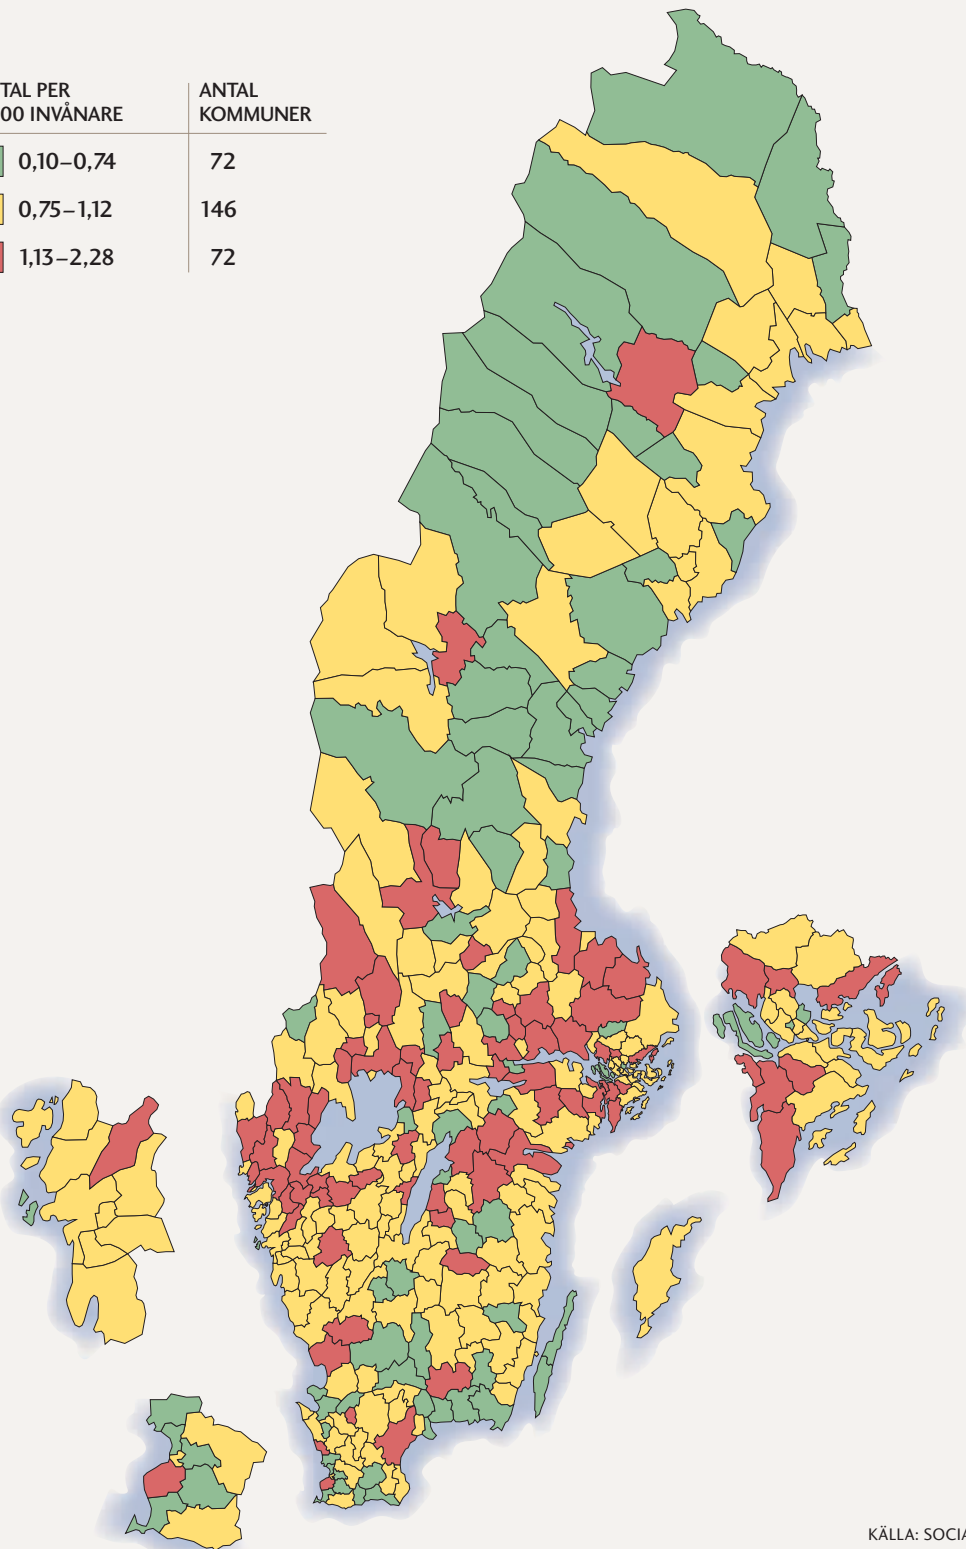 TAL PER
00 INVÅNARE
ANTAL
KOMMUNER
0,10–0,74 72
0,75–1,12 146
1,13–2,28 72
KÄLLA: SOCIA